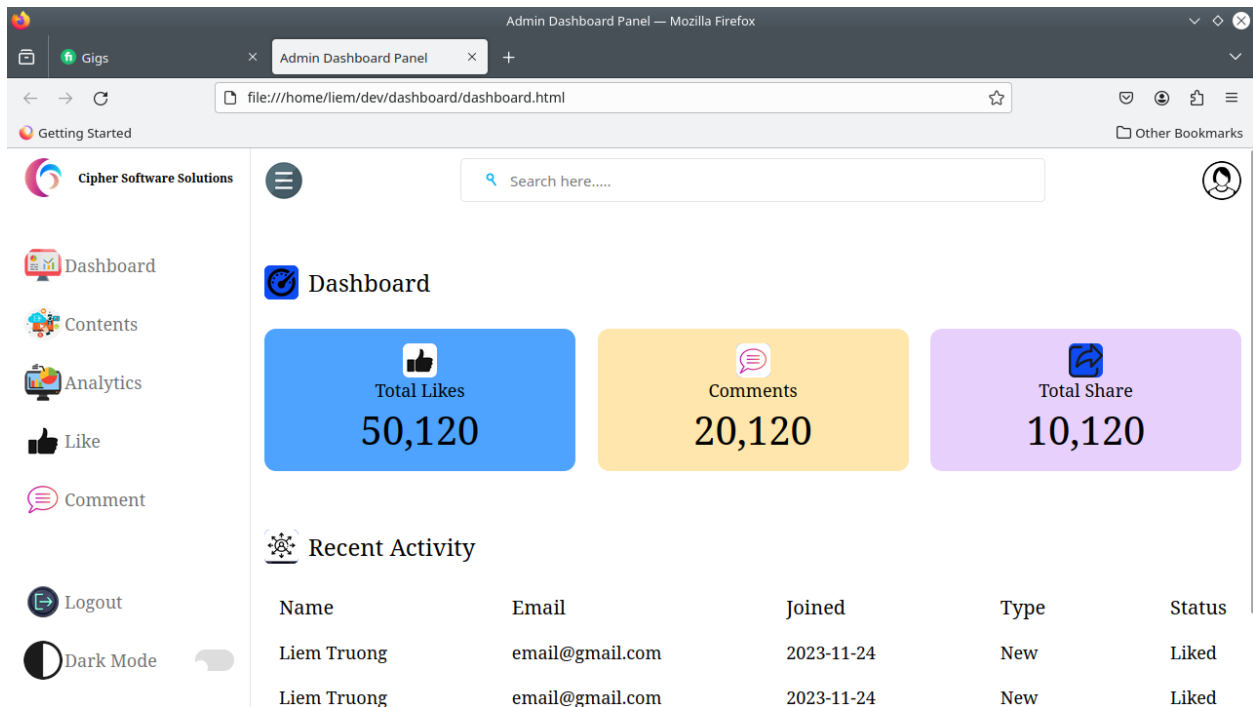 Admin Dashboard Panel — Mozilla Firefox
Gigs
Admin Dashboard Panel
file:///home/liem/dev/dashboard/dashboard.html
Getting Started
Other Bookmarks
Cipher Software Solutions
Search here.....
Dashboard
Contents
Analytics
Like
Comment
Logout
Dark Mode
Dashboard
Total Likes
50,120
Comments
20,120
Total Share
10,120
Recent Activity
Name Email Joined Type Status
Liem Truong email@gmail.com 2023-11-24 New Liked
Liem Truong email@gmail.com 2023-11-24 New Liked